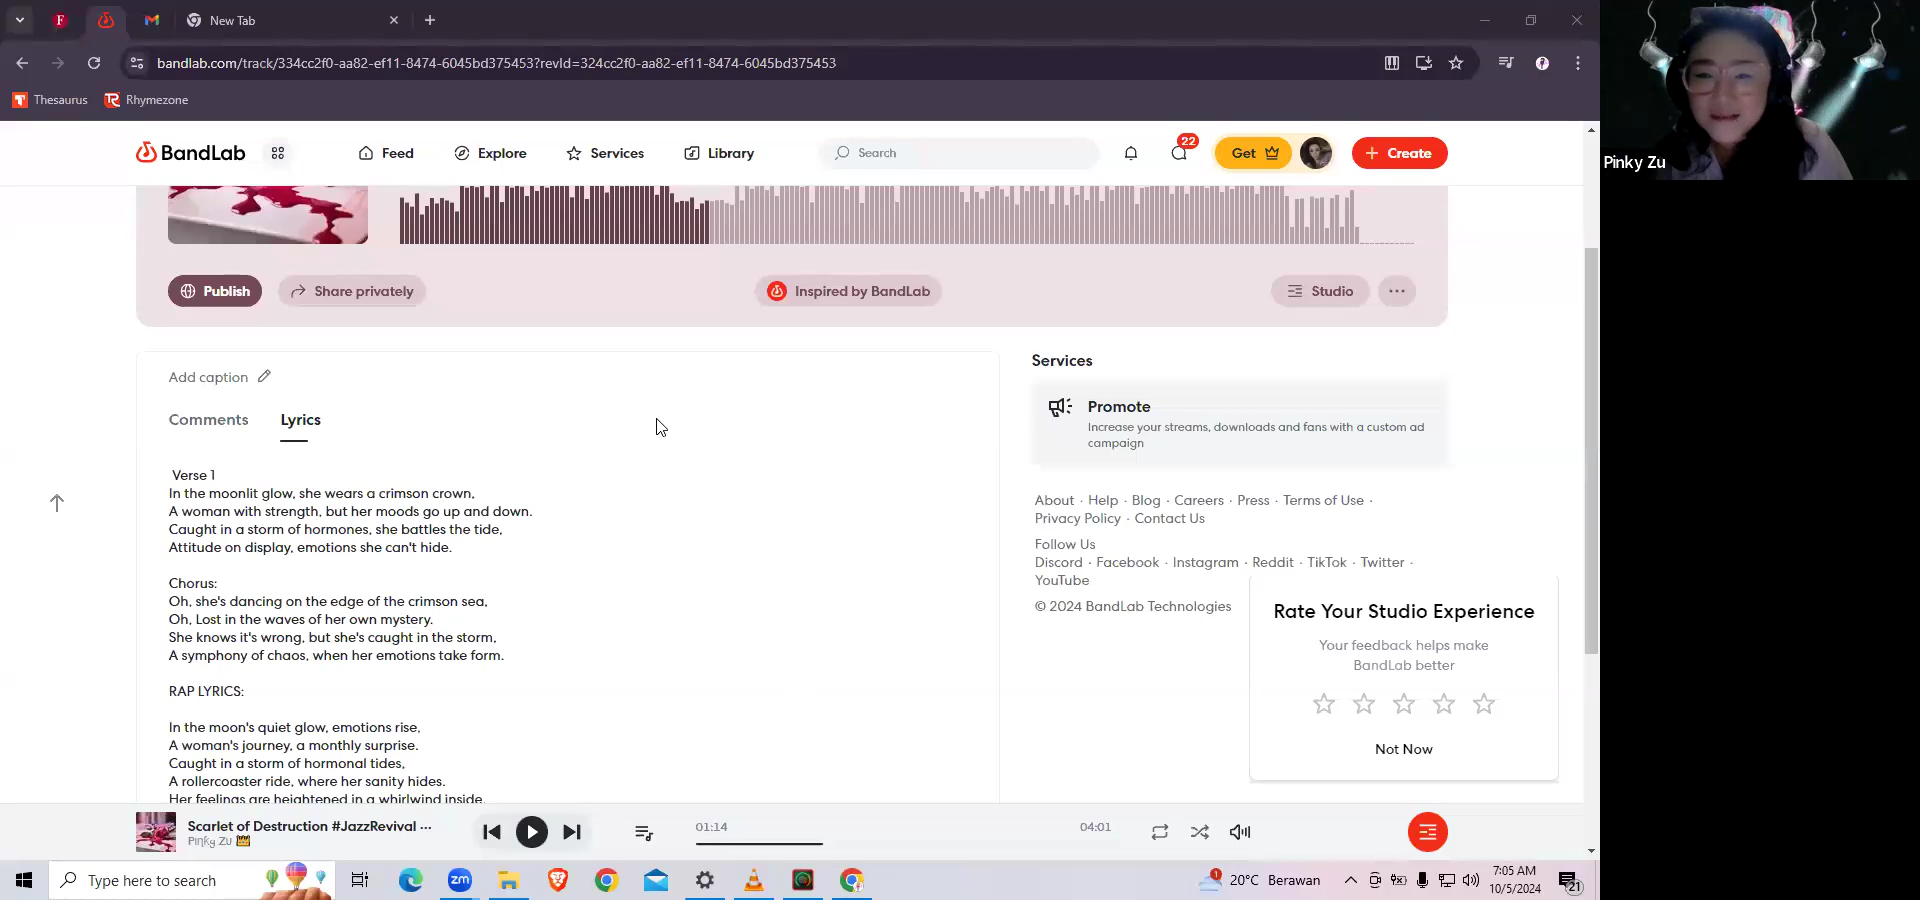 F
New Tab
bandlab.com/track/334cc2f0-aa82-ef11-8474-6045bd375453?revId=324cc2f0-aa82-ef11-8474-6045bd375453
Thesaurus
Rhymezone
BandLab
Feed
Explore
Services
Library
Search
22
Get
Create
Pinky Zu
Publish
Share privately
Inspired by BandLab
Studio
Add caption
Comments
Lyrics
Verse 1
In the moonlit glow, she wears a crimson crown,
A woman with strength, but her moods go up and down.
Caught in a storm of hormones, she battles the tide,
Attitude on display, emotions she can't hide.
Chorus:
Oh, she's dancing on the edge of the crimson sea,
Oh, Lost in the waves of her own mystery.
She knows it's wrong, but she's caught in the storm,
A symphony of chaos, when her emotions take form.
RAP LYRICS:
In the moon's quiet glow, emotions rise,
A woman's journey, a monthly surprise.
Caught in a storm of hormonal tides,
A rollercoaster ride, where her sanity hides.
Her feelings are heightened in a whirlwind inside,
Services
Promote
Increase your streams, downloads and fans with a custom ad
campaign
About · Help · Blog · Careers · Press · Terms of Use ·
Privacy Policy · Contact Us
Follow Us
Discord · Facebook · Instagram · Reddit · TikTok · Twitter ·
YouTube
© 2024 BandLab Technologies
Rate Your Studio Experience
Your feedback helps make
BandLab better
Not Now
Scarlet of Destruction #JazzRevival ...
Pinky Zu
01:14
04:01
Type here to search
zm
1
20°C Berawan
7:05 AM
10/5/2024
21